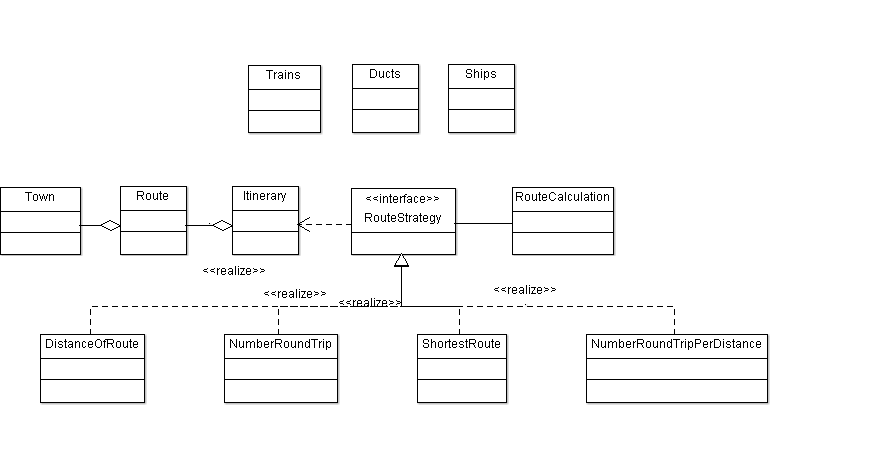 Trains
Ducts
Ships
Town
Route
Itinerary
<<interface>>
RouteStrategy
RouteCalculation
<<realize>>
<<realize>>
<<realize>>
<<realize>>
DistanceOfRoute
NumberRoundTrip
ShortestRoute
NumberRoundTripPerDistance